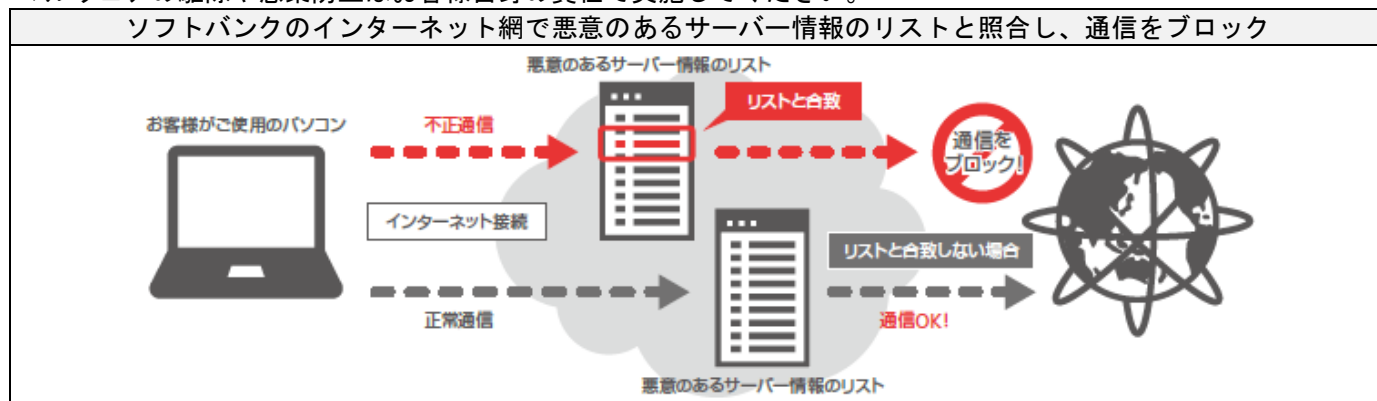 ソフトバンクのインターネット網で悪意のあるサーバー情報のリストと照合し、通信をブロック
悪意のあるサーバー情報のリスト
リストと合致
お客様がご使用のパソコン
不正通信
通信を
ブロック!
インターネット接続
リストと合致しない場合
正常通信
通信OK!
悪意のあるサーバー情報のリスト